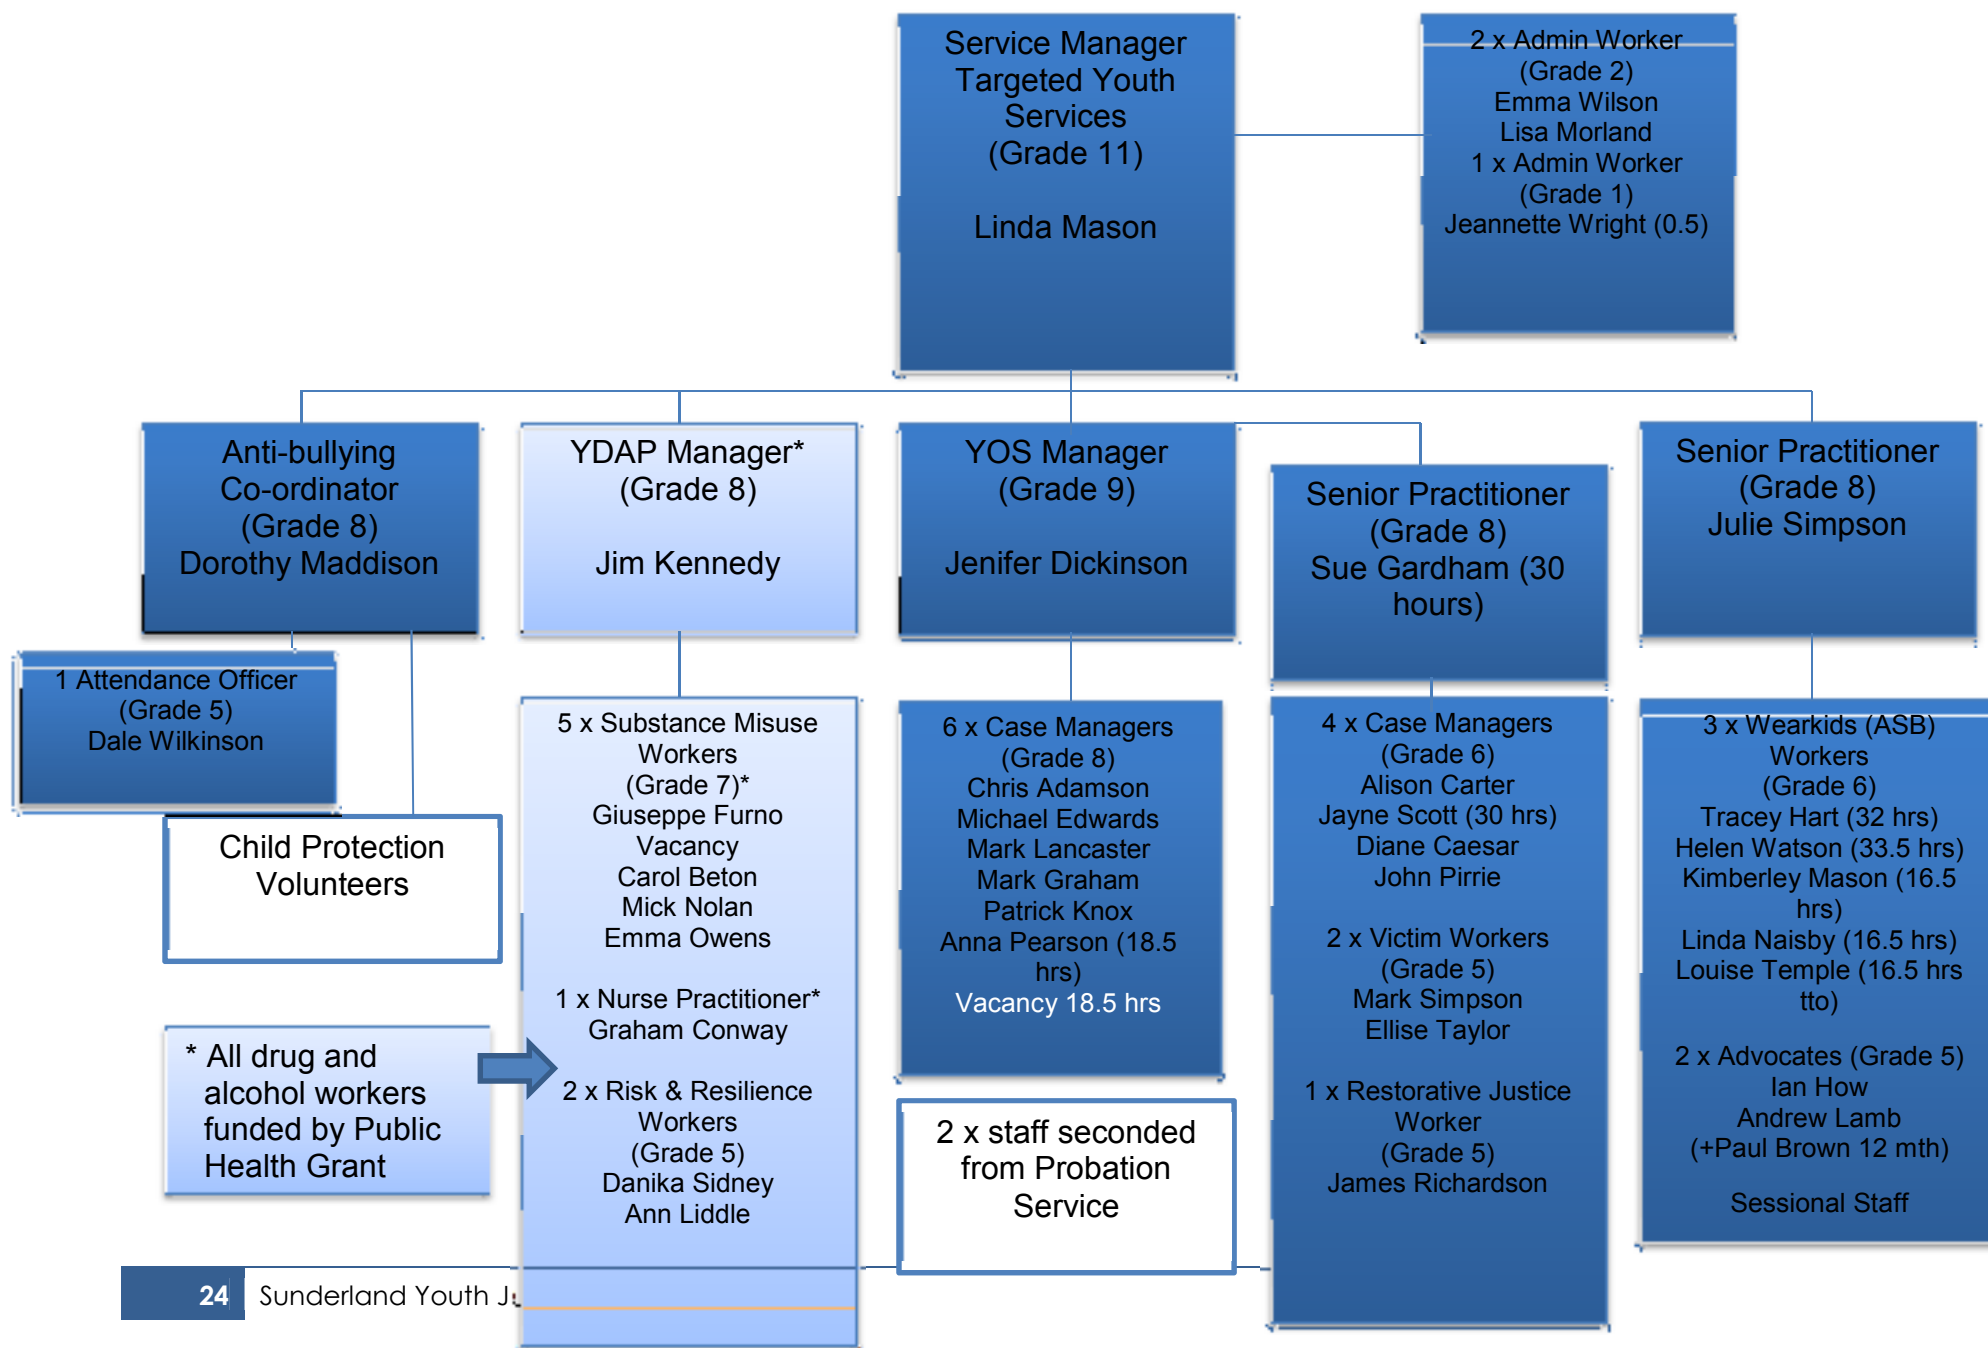 Service Manager
Targeted Youth
Services
(Grade 11)
Linda Mason
2 x Admin Worker
(Grade 2)
Emma Wilson
Lisa Morland
1 x Admin Worker
(Grade 1)
Jeannette Wright (0.5)
Anti-bullying
Co-ordinator
(Grade 8)
Dorothy Maddison
YDAP Manager*
(Grade 8)
Jim Kennedy
YOS Manager
(Grade 9)
Jenifer Dickinson
Senior Practitioner
(Grade 8)
Sue Gardham (30
hours)
Senior Practitioner
(Grade 8)
Julie Simpson
1 Attendance Officer
(Grade 5)
Dale Wilkinson
Child Protection
Volunteers
* All drug and
alcohol workers
funded by Public
Health Grant
5 x Substance Misuse
Workers
(Grade 7)*
Giuseppe Furno
Vacancy
Carol Beton
Mick Nolan
Emma Owens
1 x Nurse Practitioner*
Graham Conway
2 x Risk & Resilience
Workers
(Grade 5)
Danika Sidney
Ann Liddle
6 x Case Managers
(Grade 8)
Chris Adamson
Michael Edwards
Mark Lancaster
Mark Graham
Patrick Knox
Anna Pearson (18.5
hrs)
Vacancy 18.5 hrs
2 x staff seconded
from Probation
Service
4 x Case Managers
(Grade 6)
Alison Carter
Jayne Scott (30 hrs)
Diane Caesar
John Pirrie
2 x Victim Workers
(Grade 5)
Mark Simpson
Ellise Taylor
1 x Restorative Justice
Worker
(Grade 5)
James Richardson
3 x Wearkids (ASB)
Workers
(Grade 6)
Tracey Hart (32 hrs)
Helen Watson (33.5 hrs)
Kimberley Mason (16.5
hrs)
Linda Naisby (16.5 hrs)
Louise Temple (16.5 hrs
tto)
2 x Advocates (Grade 5)
Ian How
Andrew Lamb
(+Paul Brown 12 mth)
Sessional Staff
24 Sunderland Youth